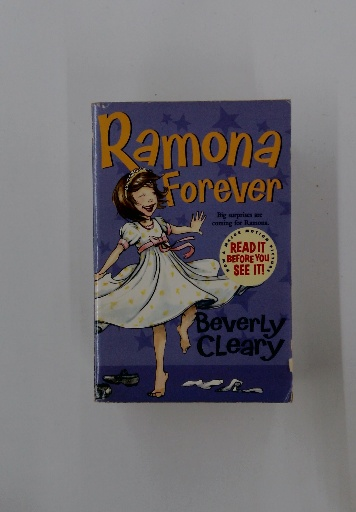 Ramona
Forever
Big surprises are
coming for Ramona.
READ IT
BEFORE YOU
SEE IT!
Beverly
Cleary